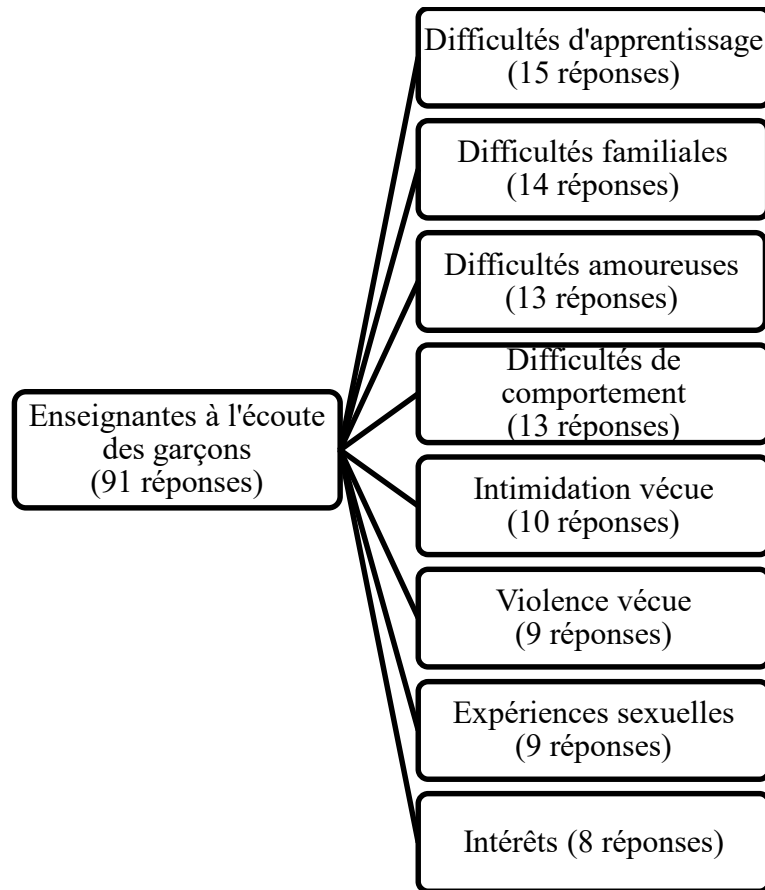 Difficultés d'apprentissage
(15 réponses)
Difficultés familiales
(14 réponses)
Difficultés amoureuses
(13 réponses)
Difficultés de
comportement
(13 réponses)
Enseignantes à l'écoute
des garçons
(91 réponses)
Intimidation vécue
(10 réponses)
Violence vécue
(9 réponses)
Expériences sexuelles
(9 réponses)
Intérêts (8 réponses)